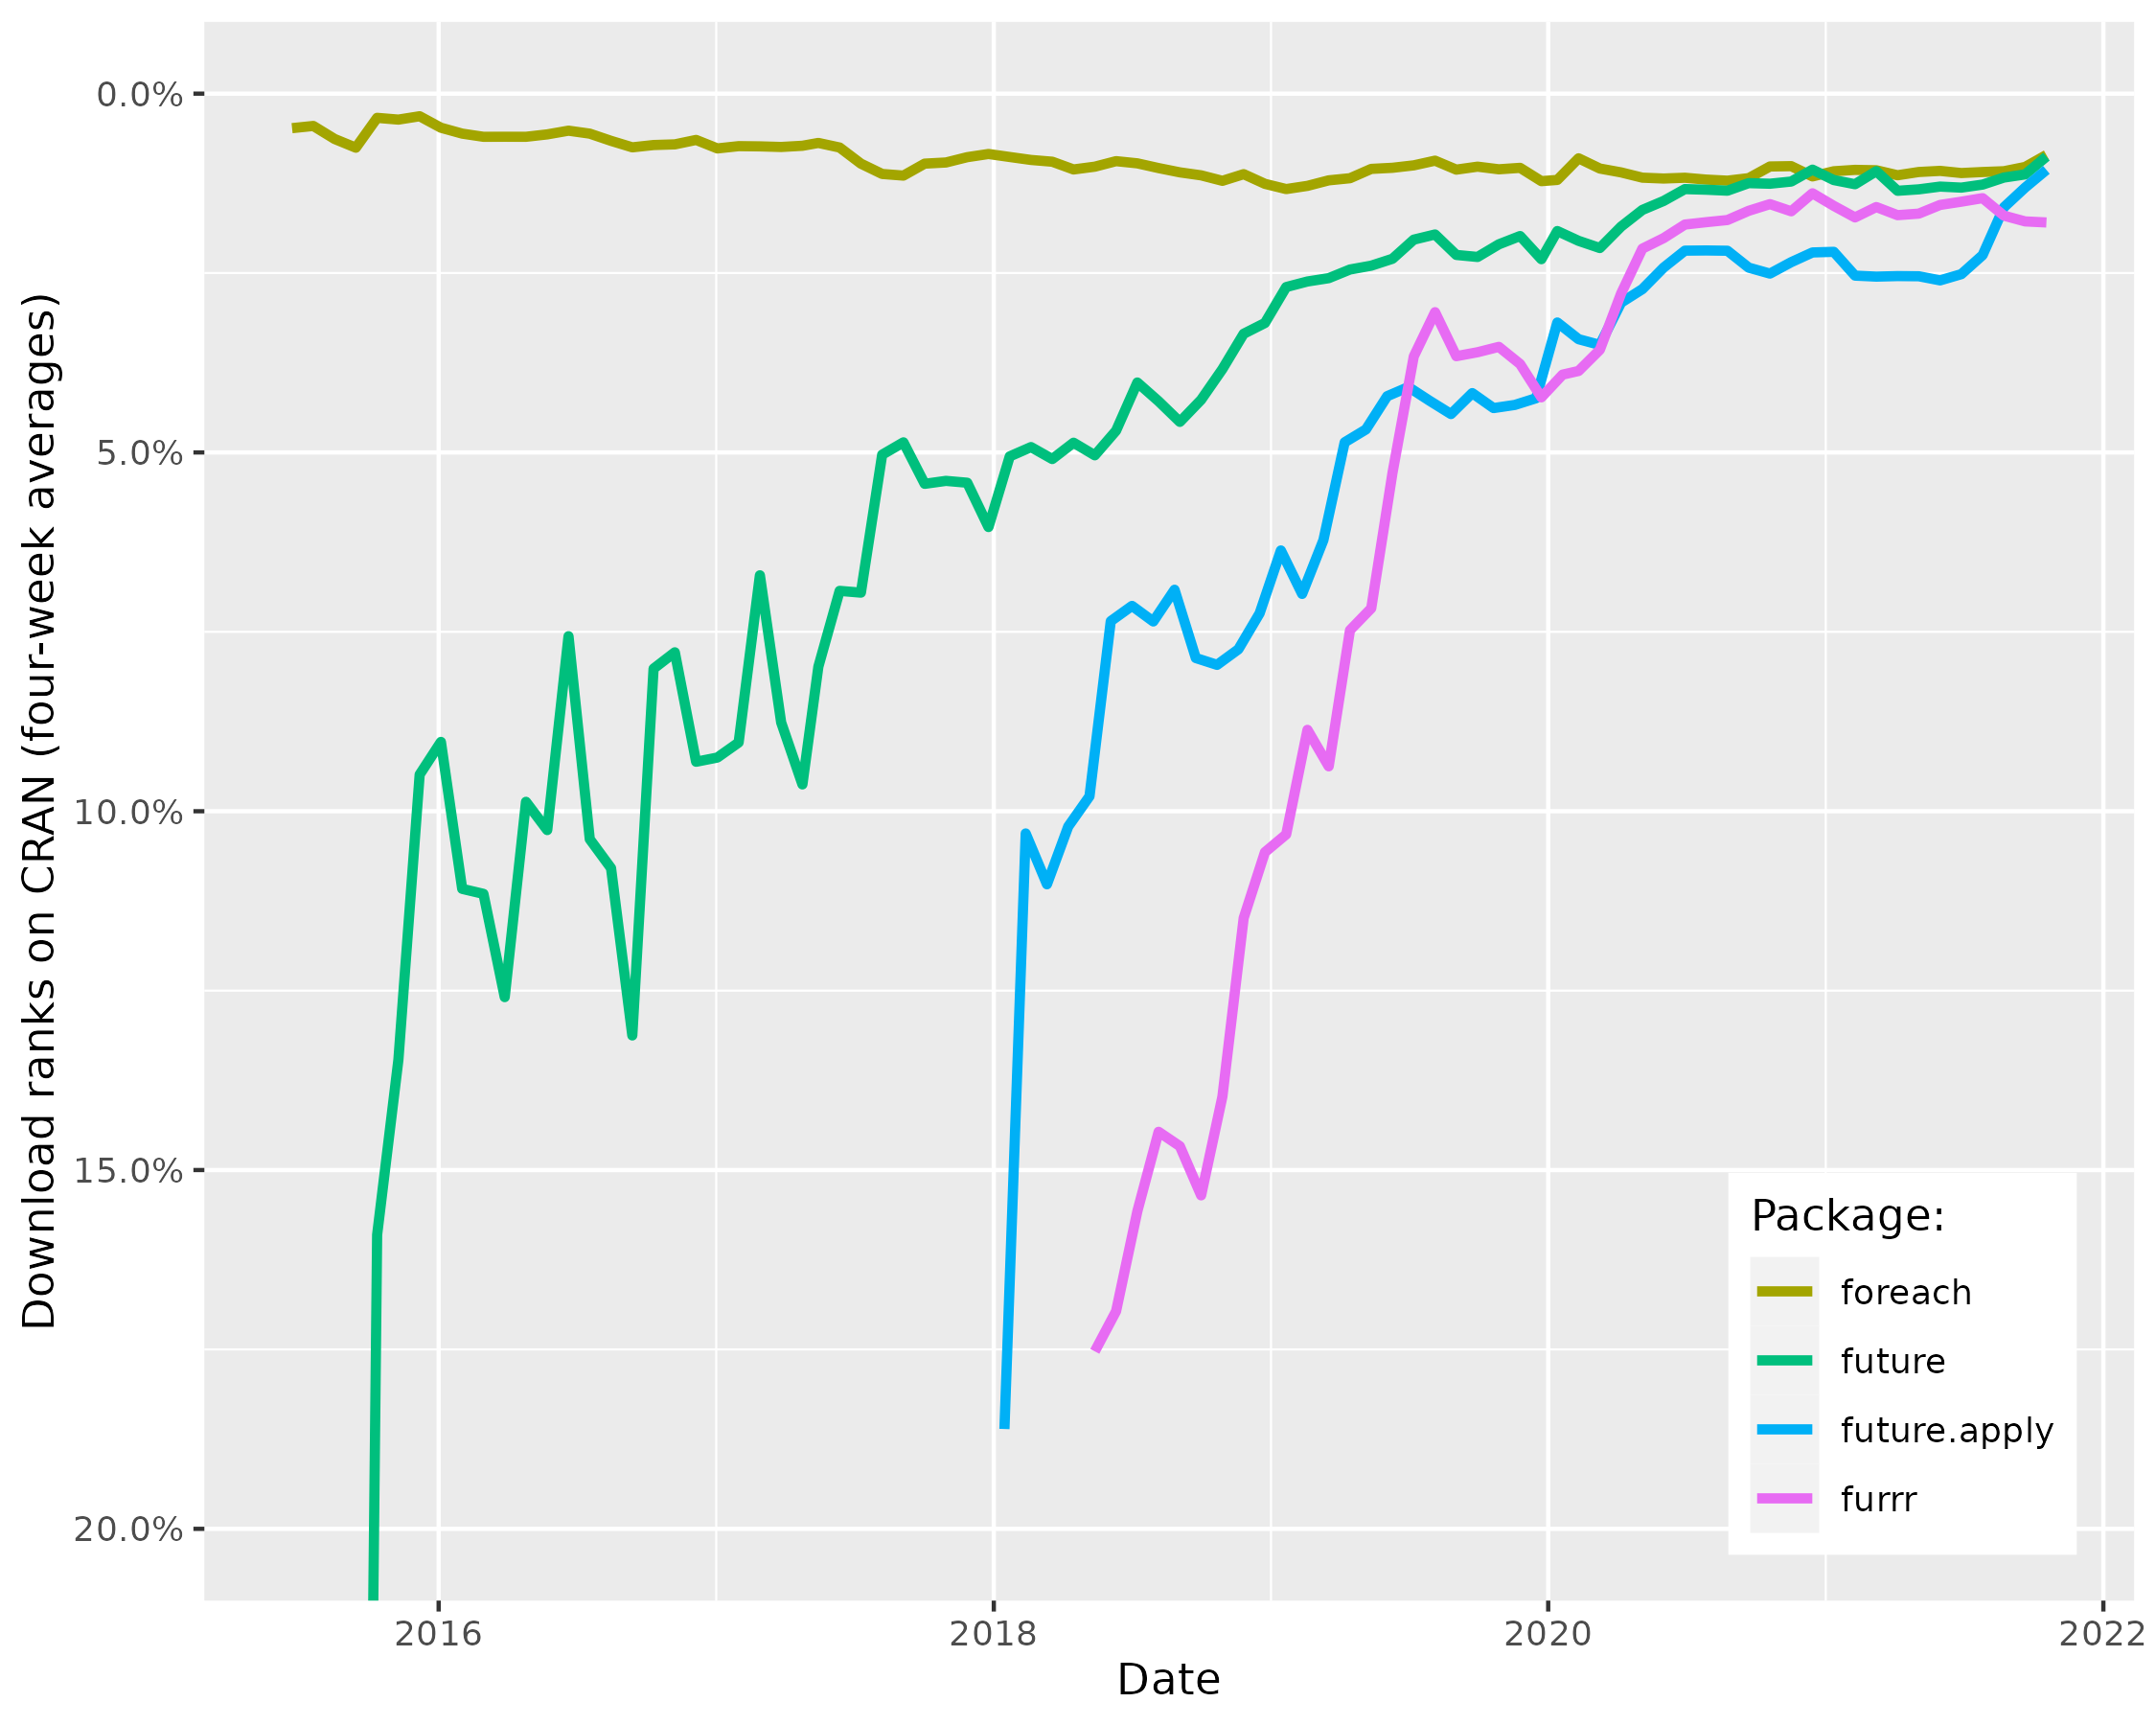 Download ranks on CRAN (four-week averages)
0.0%
5.0%
10.0%
15.0%
20.0%
Package:
foreach
future
future.apply
furrr
2016
2018
2020
2022
Date